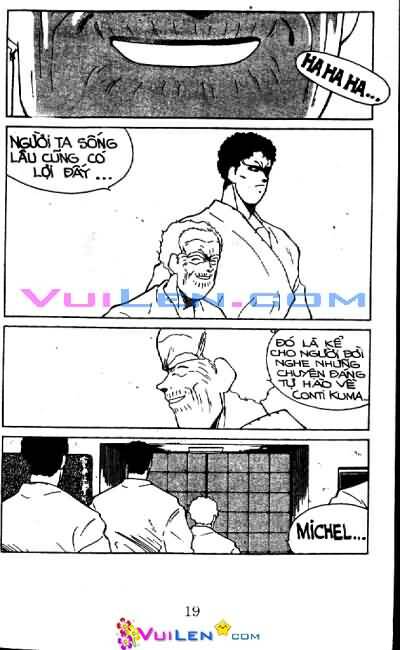 HA HA HA...
NGƯỜI TA SỐNG
LÂU CŨNG CÓ
LỢI ĐẤY ...
VUILEN.COM
ĐÓ LÀ KỂ
CHO NGƯỜI ĐỜI
NGHE NHỮNG
CHUYỆN ĐÁNG
TỰ HÀO VỀ
CONTI KUMA...
MICHEL...
19
VUILEN.COM